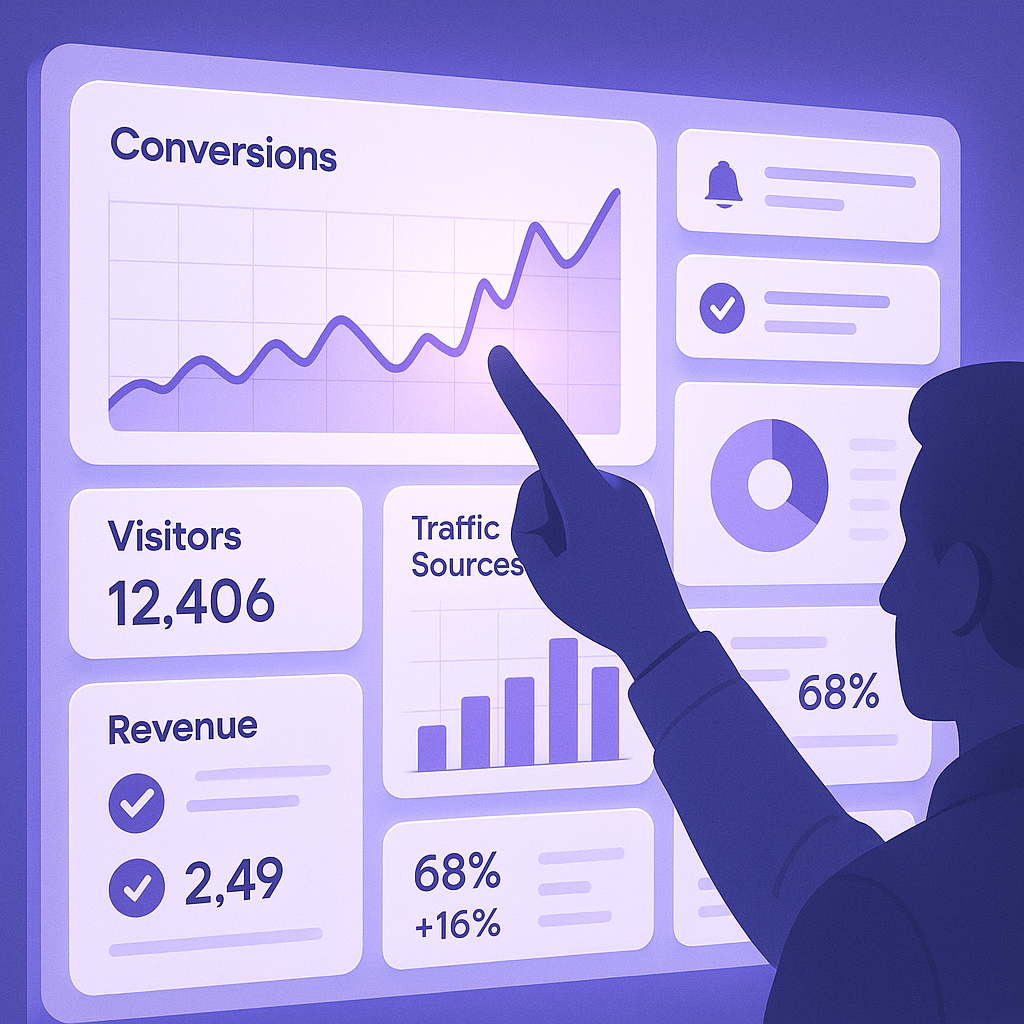 Conversions
Visitors
12,406
Traffic
Sources
Revenue
2,49
68%
+16%
68%